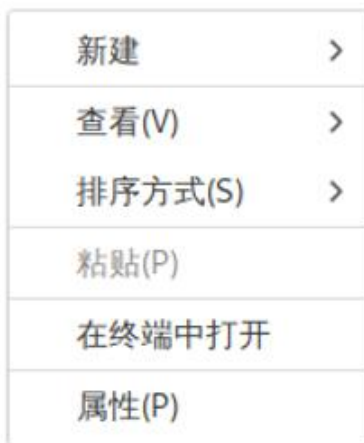 新建
查看(V)
排序方式(S)
粘贴(P)
在终端中打开
属性(P)